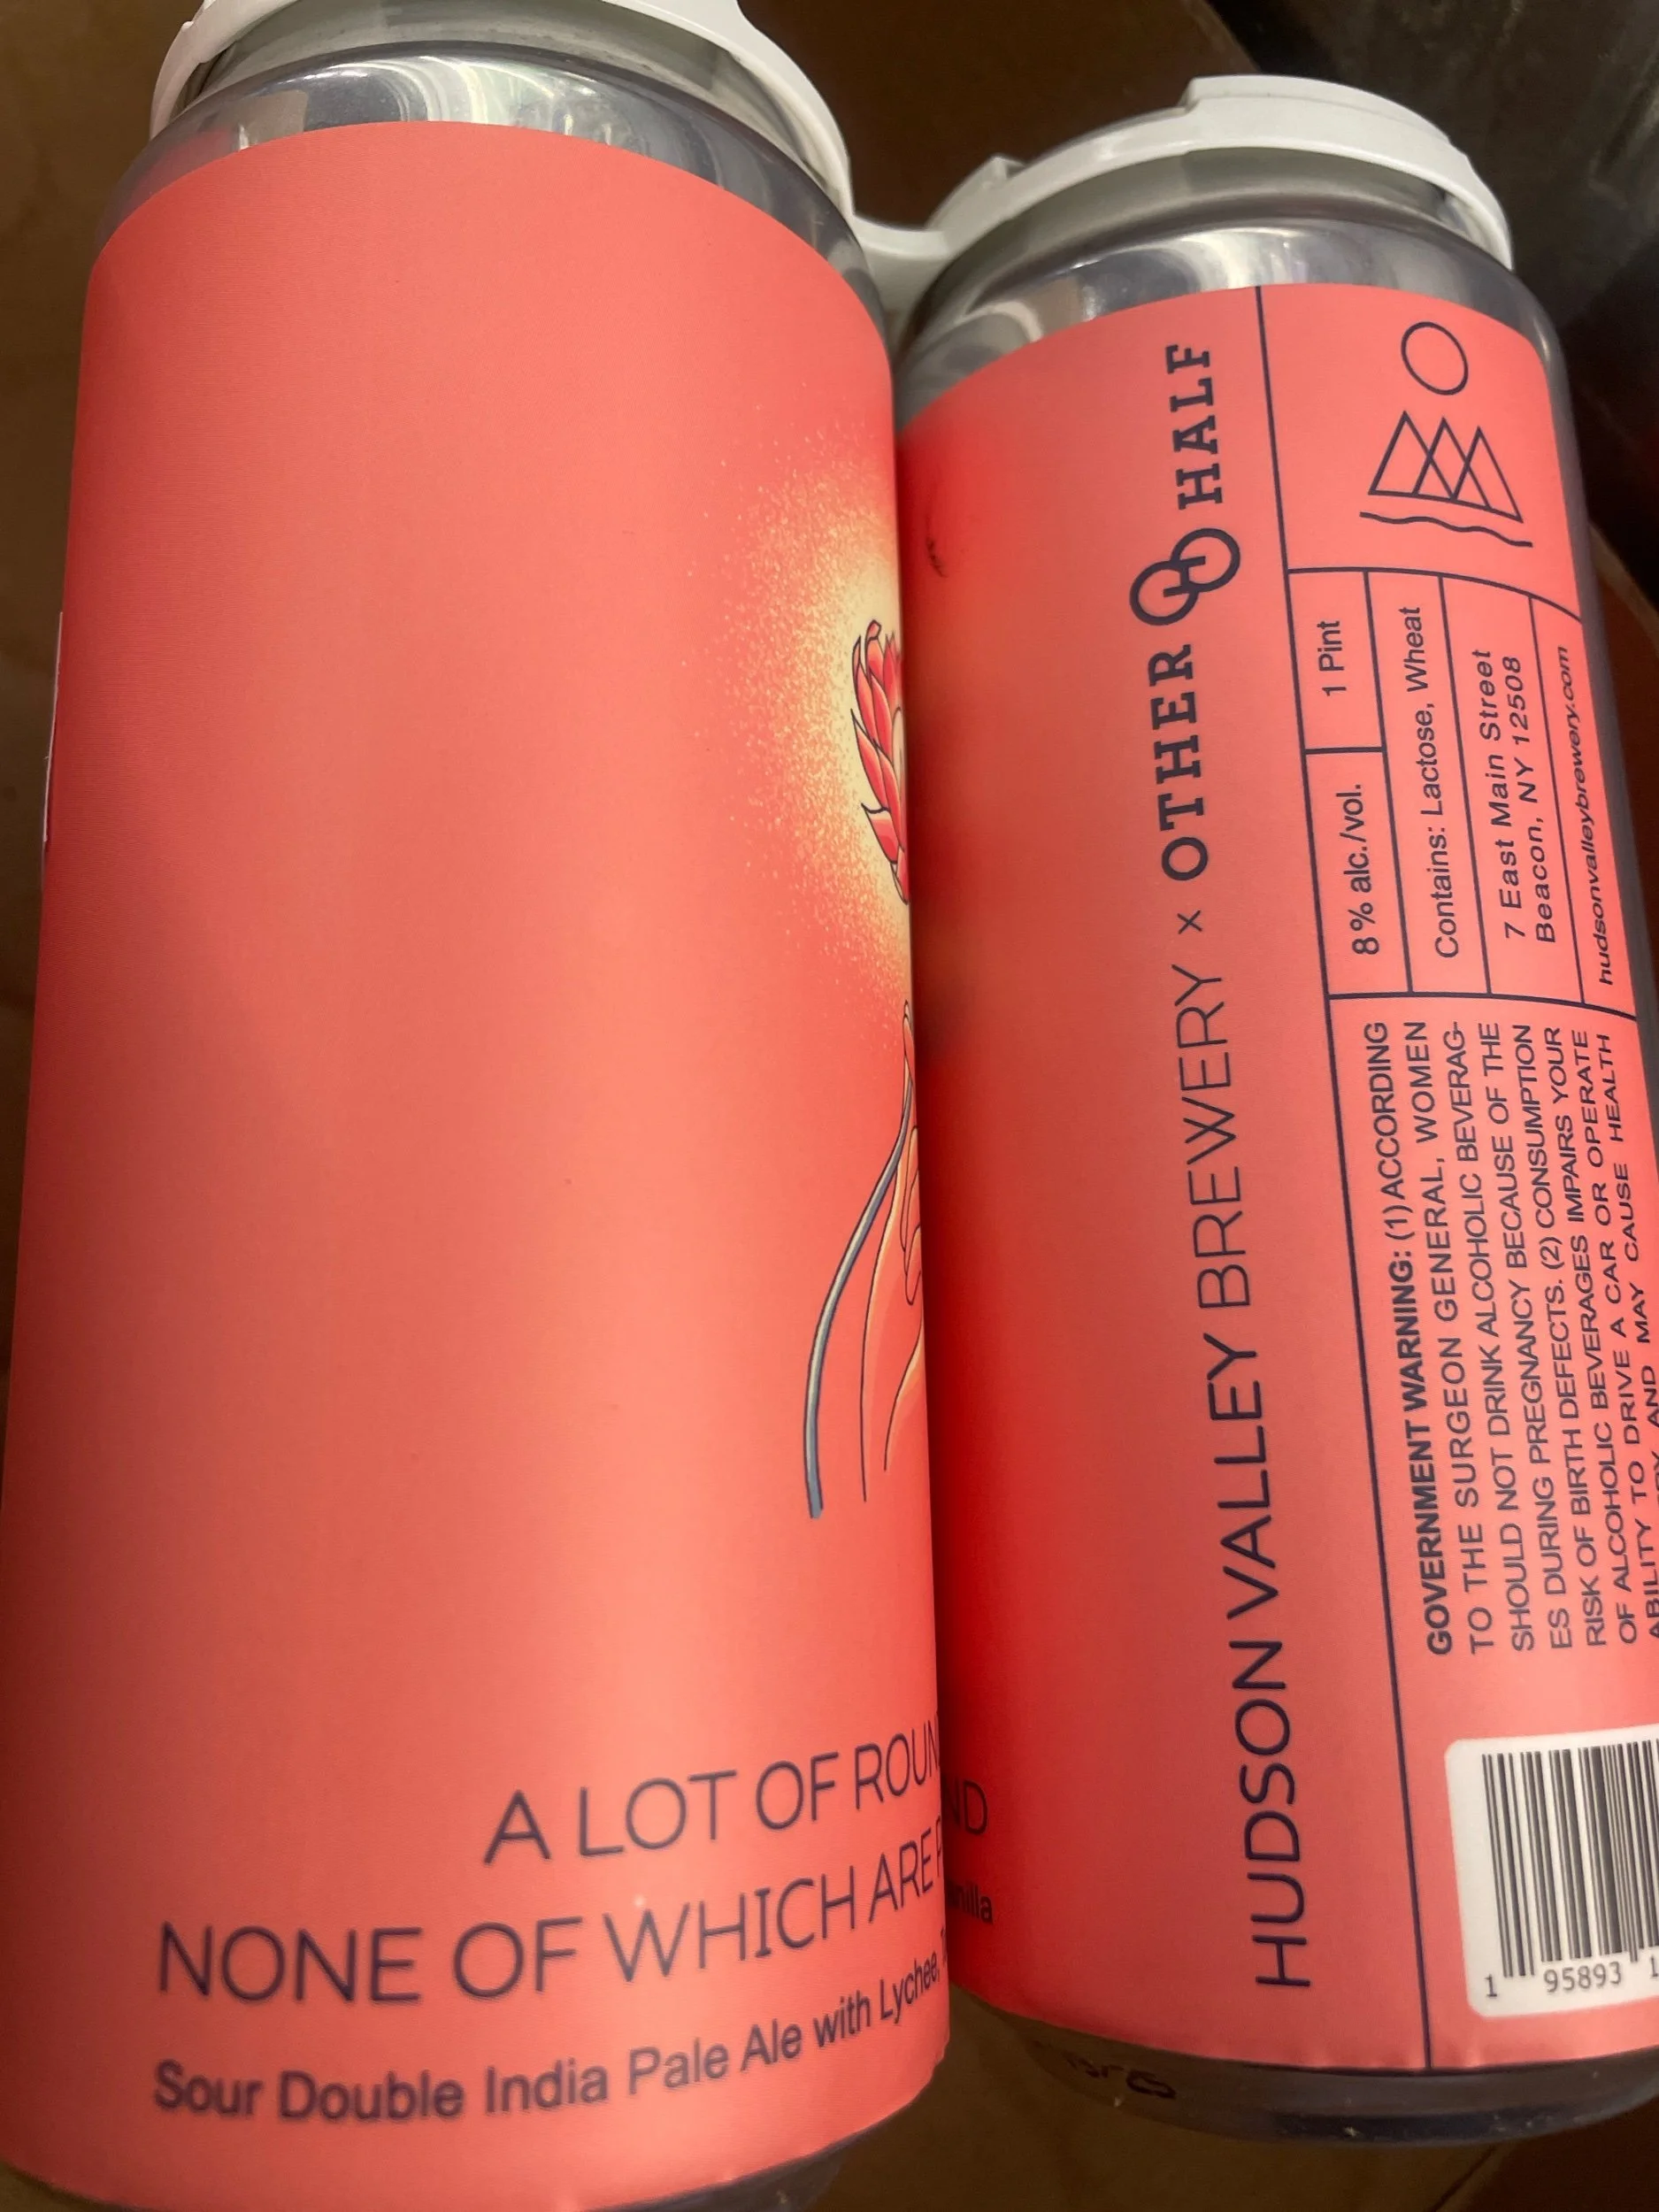 A LOT OF ROUN
NONE OF WHICH ARE
Sour Double India Pale Ale with Lychee,
ND
nilla
HUDSON VALLEY BREWERY × OTHER HALF
8% alc./vol.
1 Pint
Contains: Lactose, Wheat
7 East Main Street
Beacon, NY 12508
hudsonvalleybrewery.com
GOVERNMENT WARNING: (1) ACCORDING
TO THE SURGEON GENERAL, WOMEN
SHOULD NOT DRINK ALCOHOLIC BEVERAG-
ES DURING PREGNANCY BECAUSE OF THE
RISK OF BIRTH DEFECTS. (2) CONSUMPTION
OF ALCOHOLIC BEVERAGES IMPAIRS YOUR
ABILITY TO DRIVE A CAR OR OPERATE
AND MAY CAUSE HEALTH
1 95893 1